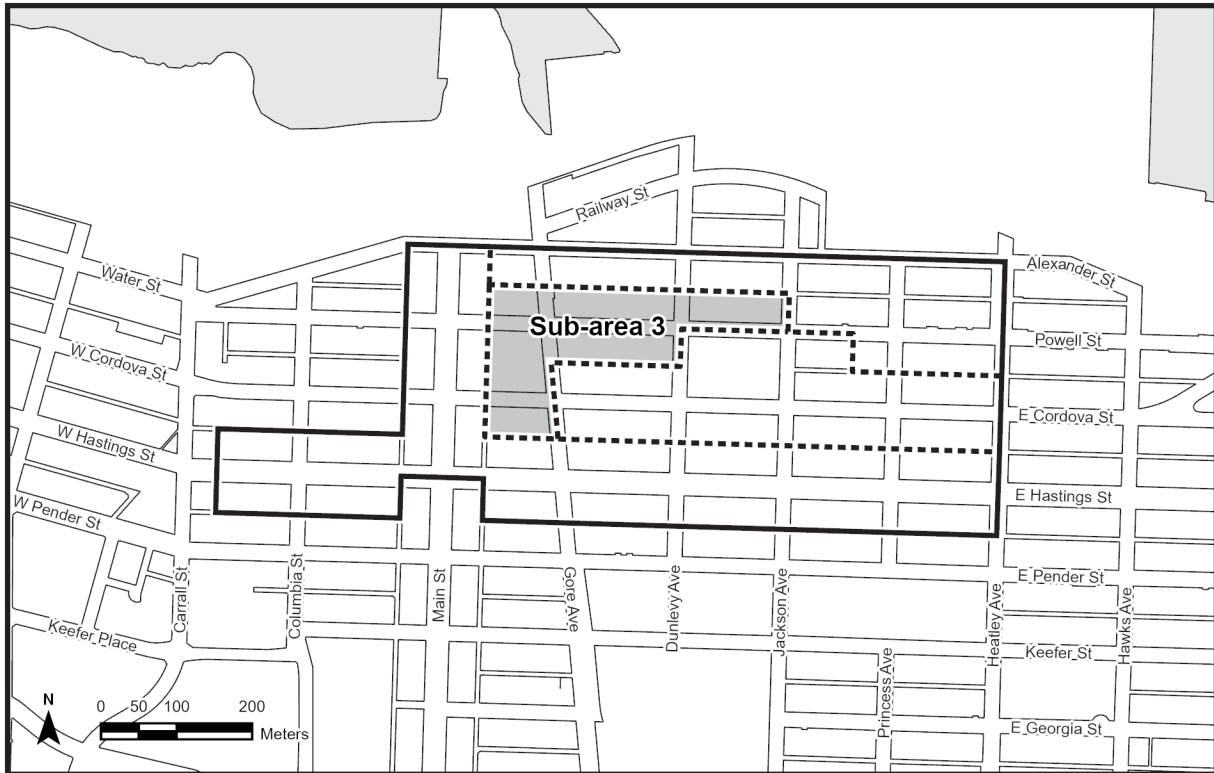 Railway St
Alexander St
Water St
Sub-area 3
Powell St
W Cordova St
E Cordova St
W Hastings St
E Hastings St
W Pender St
E Pender St
Carrall St
Columbia St
Main St
Gore Ave
Dunlevy Ave
Jackson Ave
Princess Ave
Heatley Ave
Hawks Ave
Keefer Place
Keefer St
E Georgia St
N
0 50 100 200
Meters